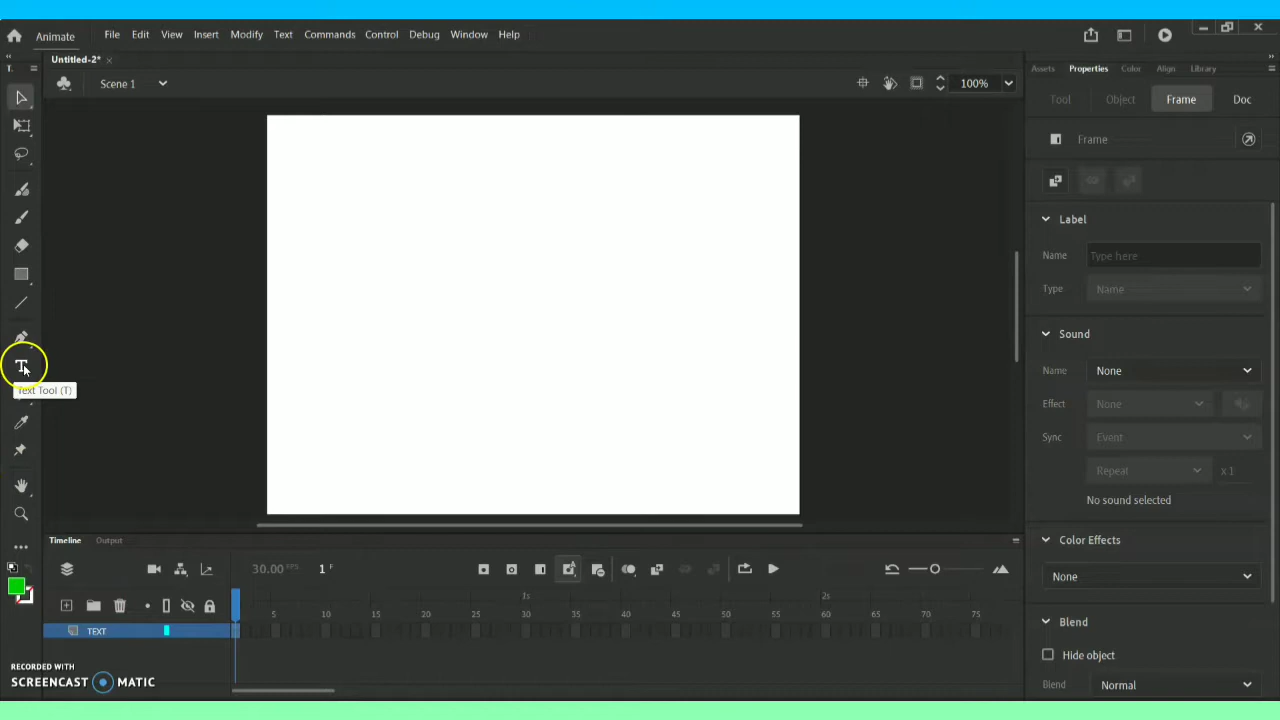 Animate File Edit View Insert Modify Text Commands Control Debug Window Help
T. Untitled-2* Assets Properties Color Align Library
Scene 1 100%
Tool Object Frame Doc
Frame
Label
Name Type here
Type Name
Sound
Name None
Text Tool (T)
Effect None
Sync Event
Repeat x 1
No sound selected
Timeline Output
Color Effects
30.00 FPS 1 F
None
1s 2s
5 10 15 20 25 30 35 40 45 50 55 60 65 70 75
TEXT
Blend
Hide object
Blend Normal
RECORDED WITH
SCREENCAST MATIC